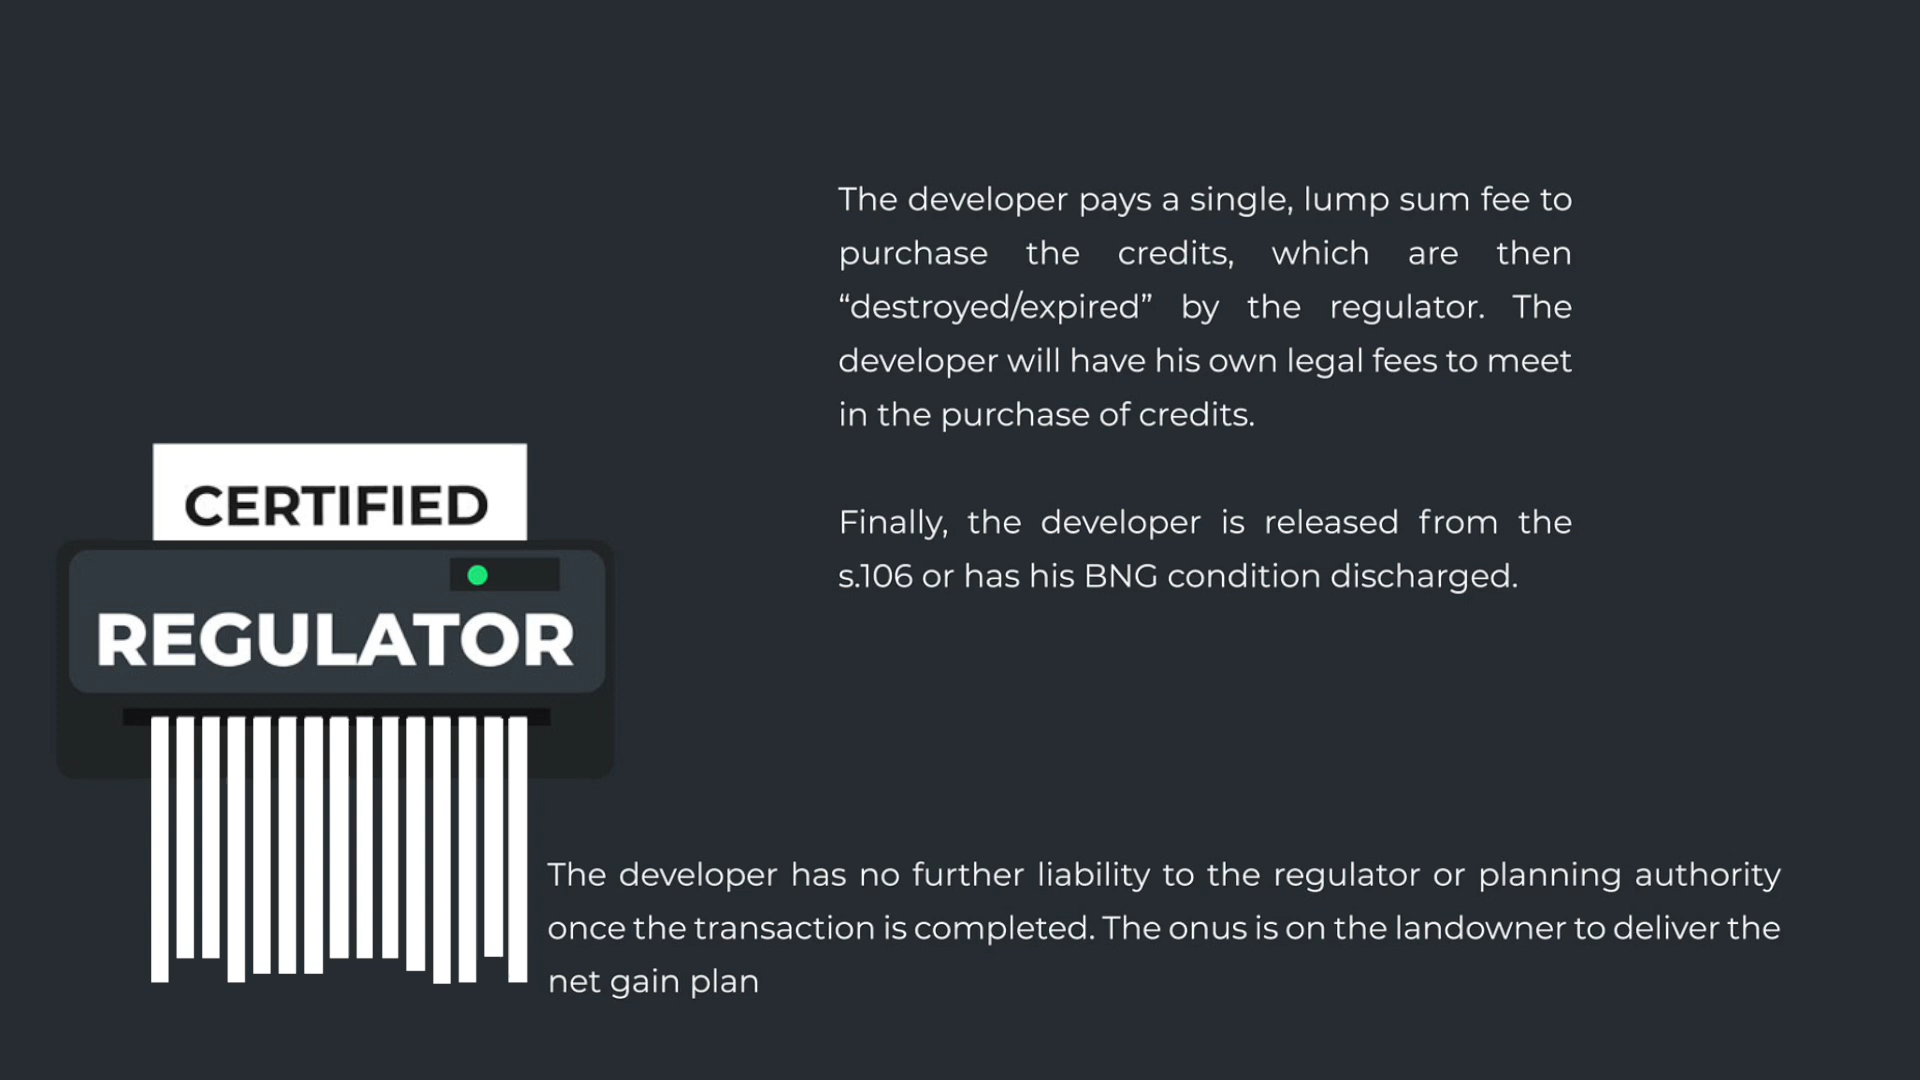 The developer pays a single, lump sum fee to
purchase the credits, which are then
“destroyed/expired” by the regulator. The
developer will have his own legal fees to meet
in the purchase of credits.
Finally, the developer is released from the
s.106 or has his BNG condition discharged.
CERTIFIED
REGULATOR
The developer has no further liability to the regulator or planning authority
once the transaction is completed. The onus is on the landowner to deliver the
net gain plan